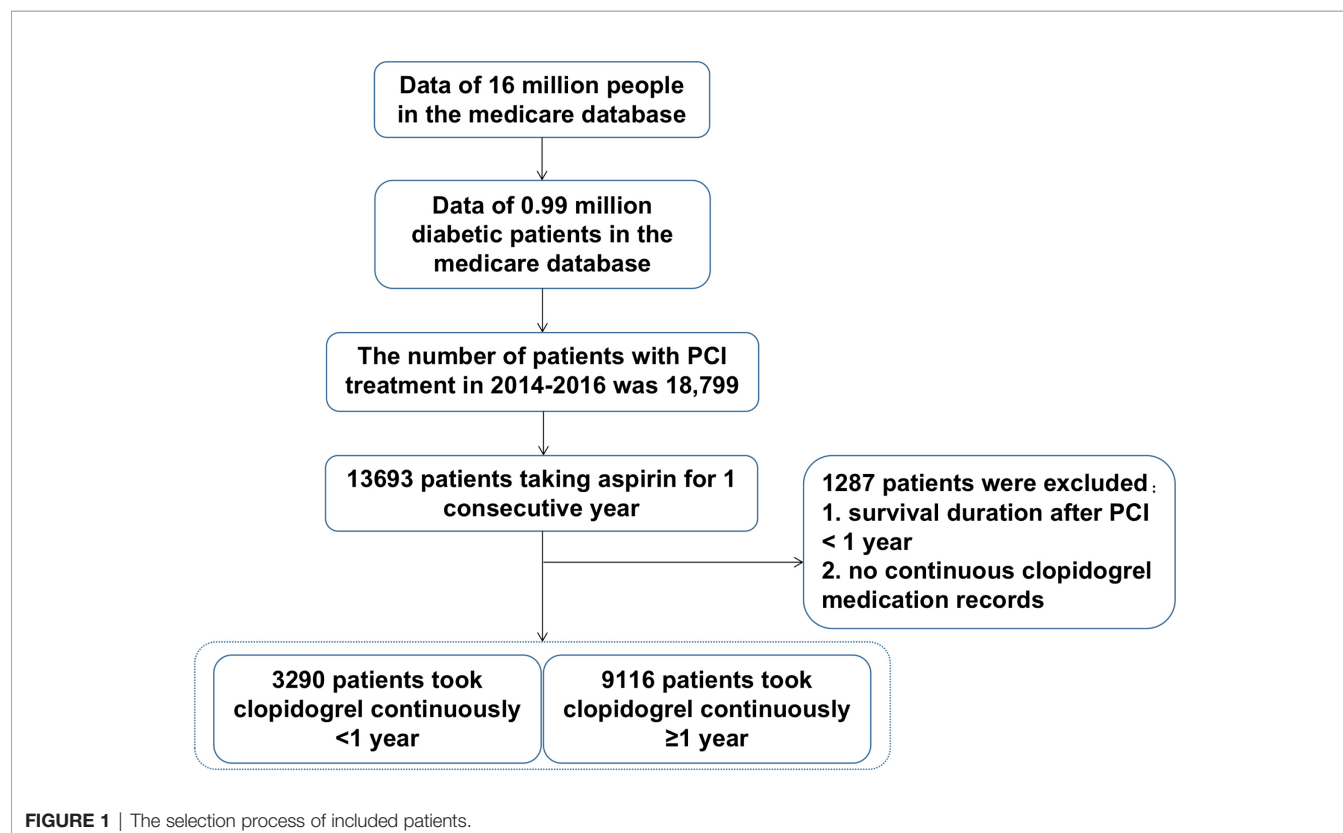 Data of 16 million people
in the medicare database
Data of 0.99 million
diabetic patients in the
medicare database
The number of patients with PCI
treatment in 2014-2016 was 18,799
13693 patients taking aspirin for 1
consecutive year
1287 patients were excluded:
1. survival duration after PCI
< 1 year
2. no continuous clopidogrel
medication records
3290 patients took
clopidogrel continuously
<1 year
9116 patients took
clopidogrel continuously
≥1 year
FIGURE 1 | The selection process of included patients.